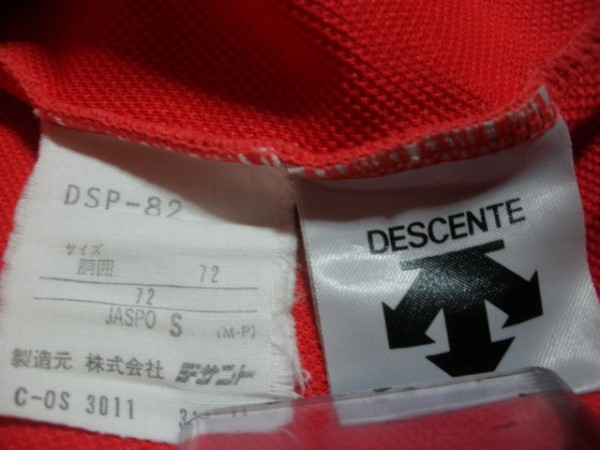 DSP-82
サイズ
胴囲 72
72
JASPO S (M-P)
製造元 株式会社 デサント
C-OS 3011
DESCENTE